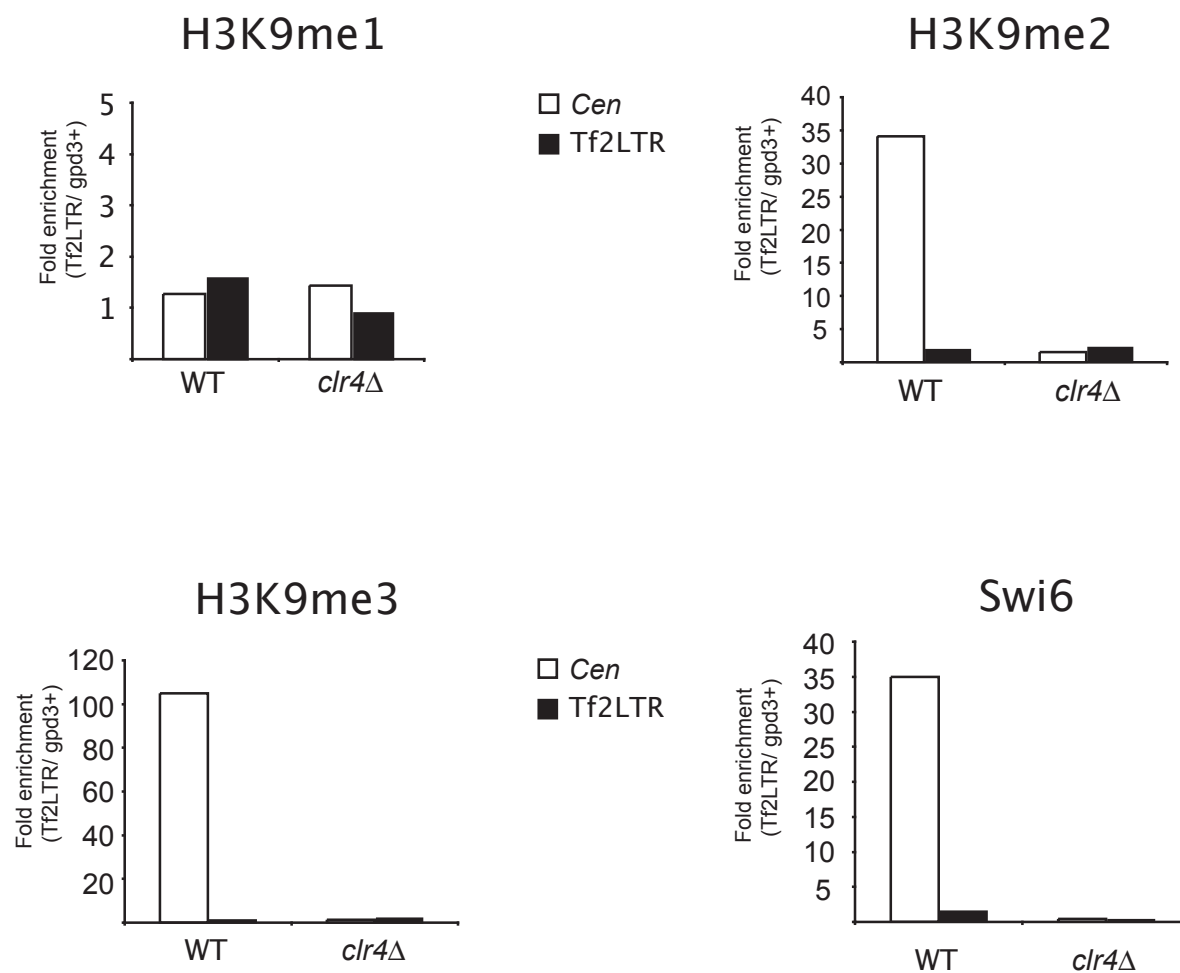 H3K9me1
Fold enrichment
(Tf2LTR/ gpd3+)
5
4
3
2
1
WT
clr4Δ
Cen
Tf2LTR
H3K9me2
Fold enrichment
(Tf2LTR/ gpd3+)
40
35
30
25
20
15
10
5
WT
clr4Δ
H3K9me3
Fold enrichment
(Tf2LTR/ gpd3+)
120
100
80
60
40
20
WT
clr4Δ
Cen
Tf2LTR
Swi6
Fold enrichment
(Tf2LTR/ gpd3+)
40
35
30
25
20
15
10
5
WT
clr4Δ